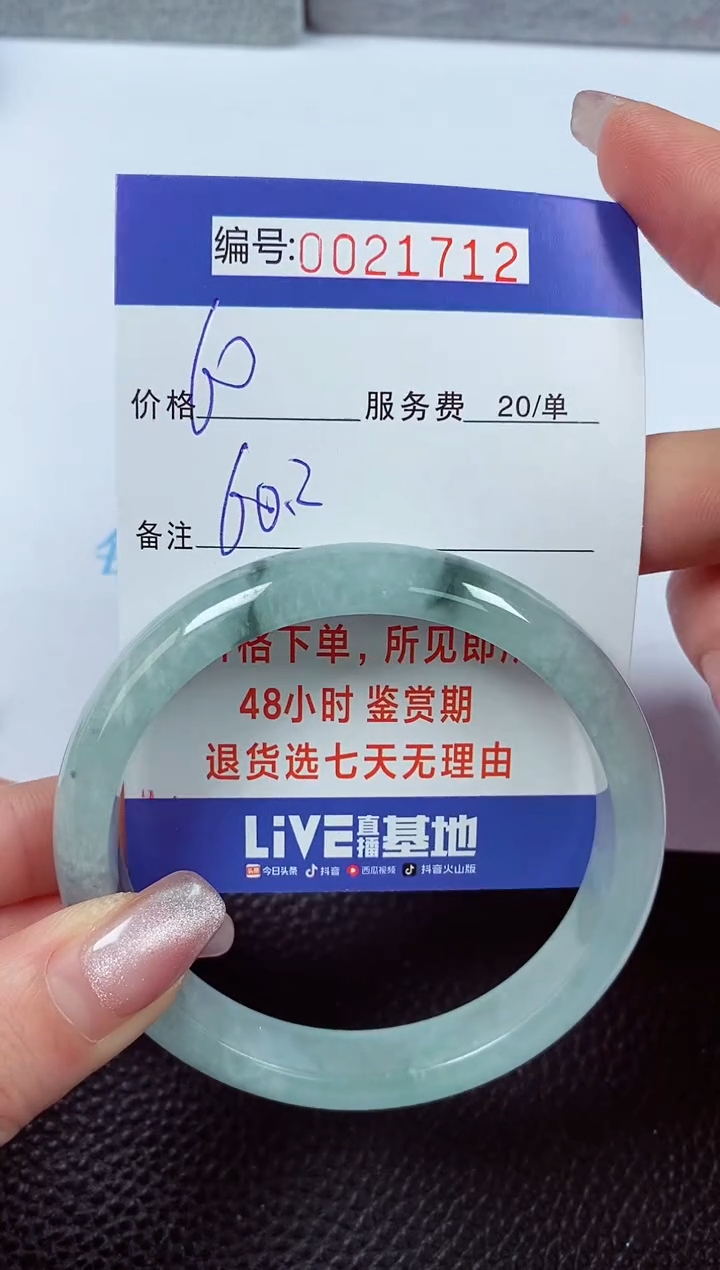 编号:0021712
价格 60 服务费 20/单
备注 60.2
格下单，所见即
48小时 鉴赏期
退货选七天无理由
LiVE直播基地
头条 今日头条 抖音 西瓜视频 抖音火山版